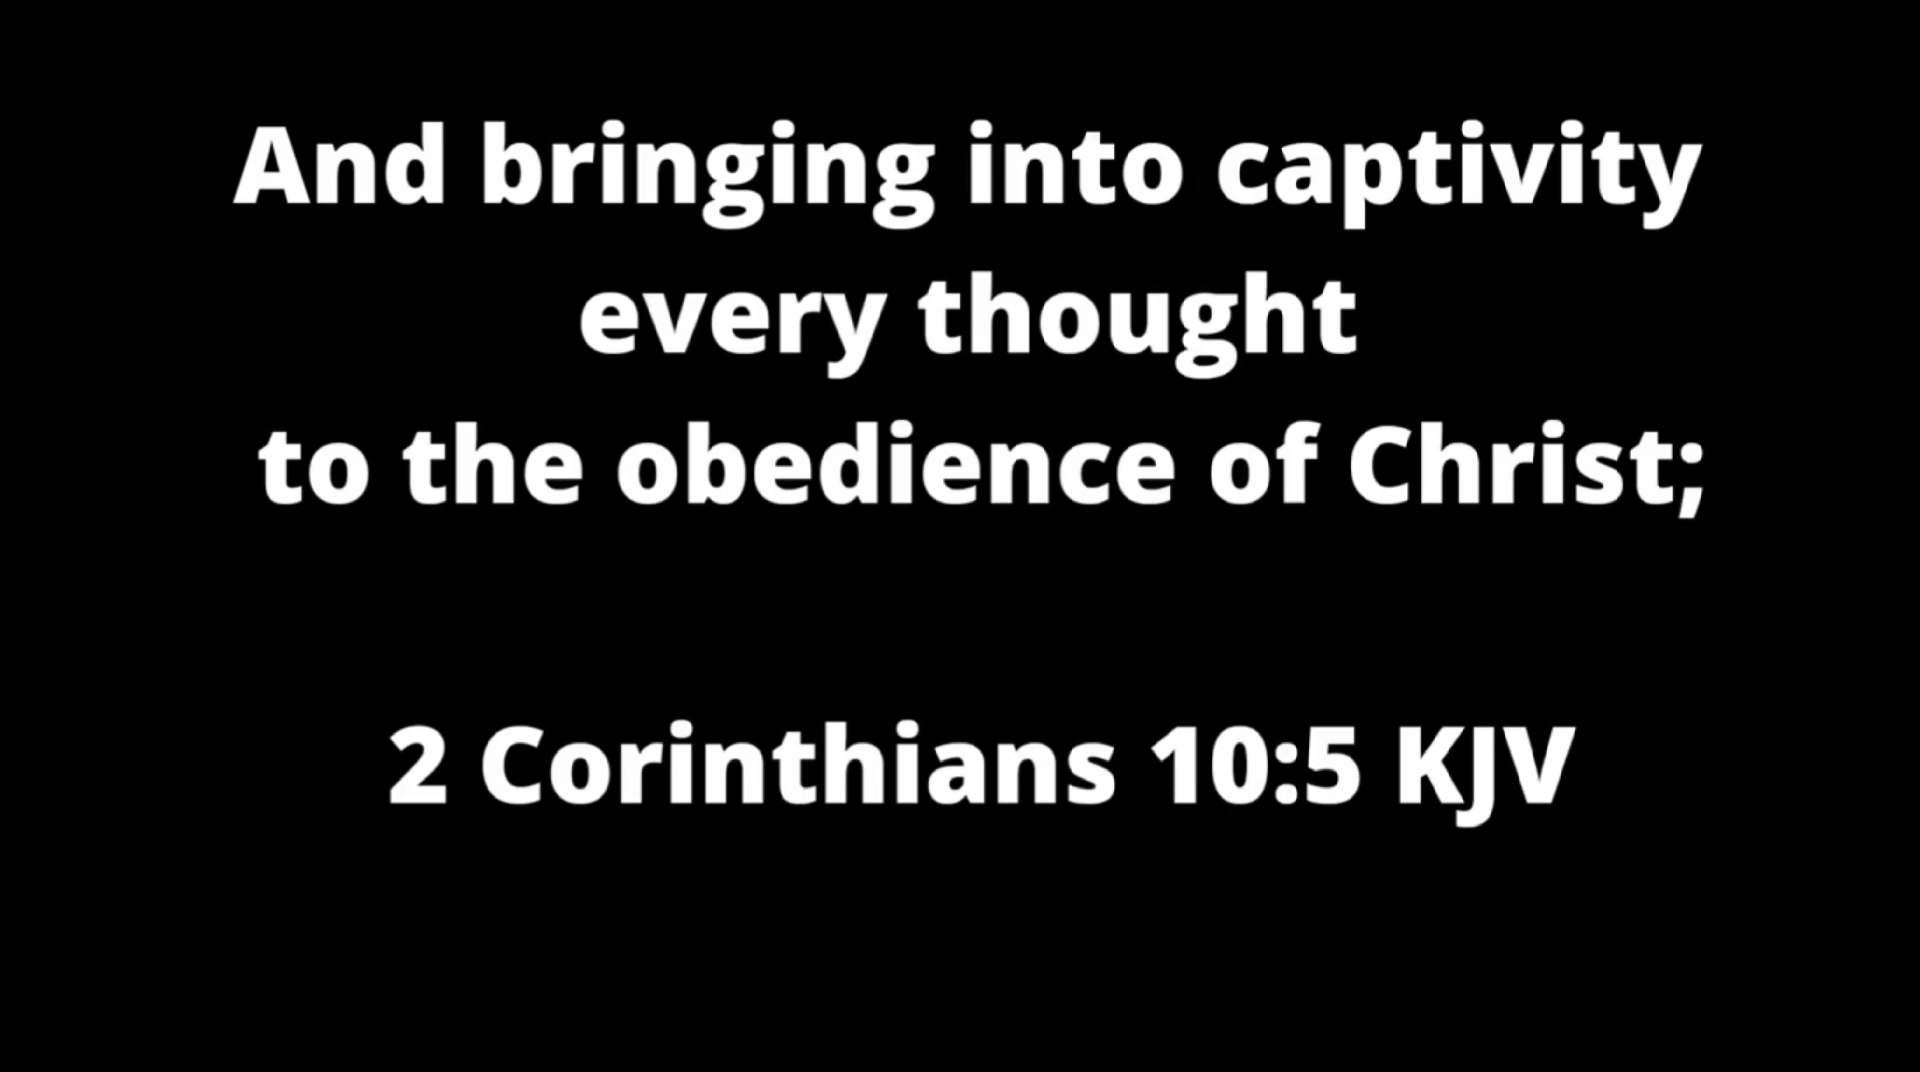 And bringing into captivity
every thought
to the obedience of Christ;
2 Corinthians 10:5 KJV